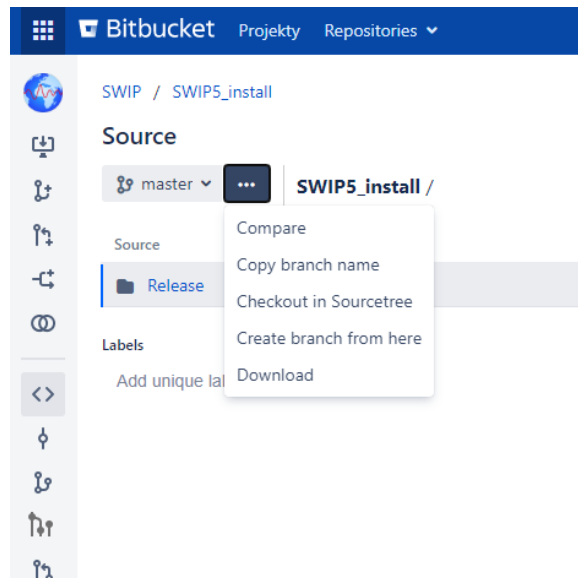 Bitbucket Projekty Repositories
SWIP / SWIP5_install
Source
master ... SWIP5_install /
Source
Compare
Copy branch name
Release
Checkout in Sourcetree
Create branch from here
Labels
Add unique
Download